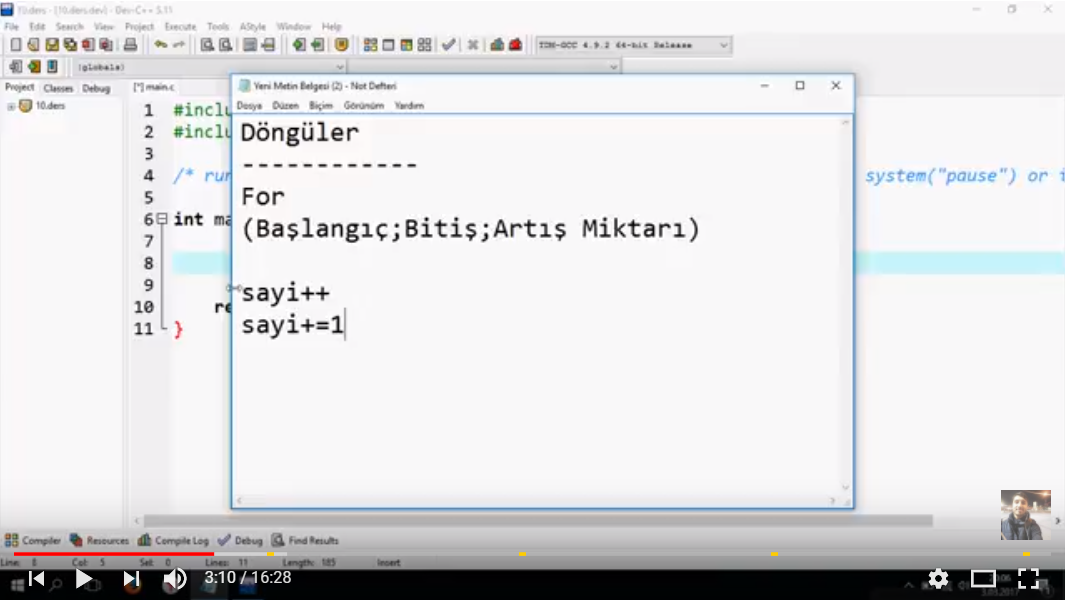 10.ders - [10.ders.dev] - Dev-C++ 5.11
File Edit Search View Project Execute Tools AStyle Window Help
TDM-GCC 4.9.2 64-bit Release
(globals)
Project Classes Debug
[*] main.c
10.ders
Yeni Metin Belgesi (2) - Not Defteri
Dosya Düzen Biçim Görünüm Yardım
Döngüler
------------
For
(Başlangıç;Bitiş;Artış Miktarı)
sayi++
sayi+=1
1 #inclu
2 #inclu
3
4 /* run system("pause") or i
5
6 int ma
7
8
9
10 re
11 }
Compiler Resources Compile Log Debug Find Results
Line: 8 Col: 5 Sel: 0 Lines: 11 Length: 185 Insert
3:10 / 16:28